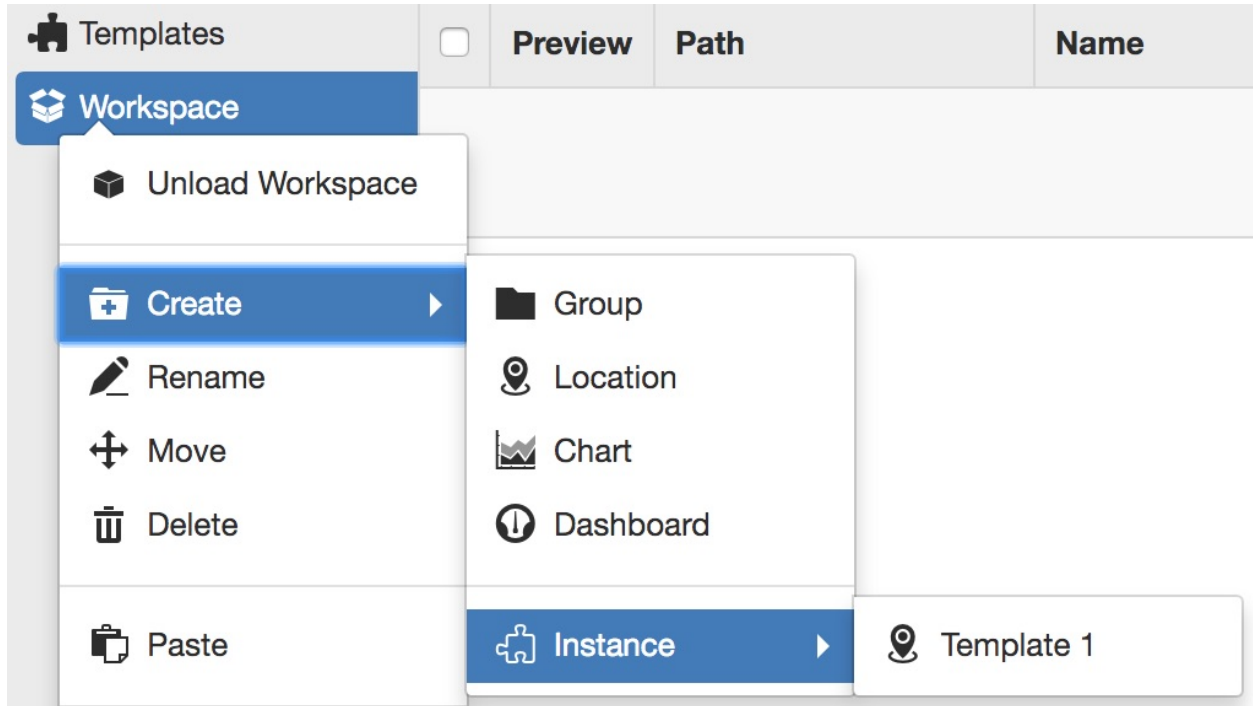 Templates
Preview
Path
Name
Workspace
Unload Workspace
Create
Group
Rename
Location
Move
Chart
Delete
Dashboard
Paste
Instance
Template 1